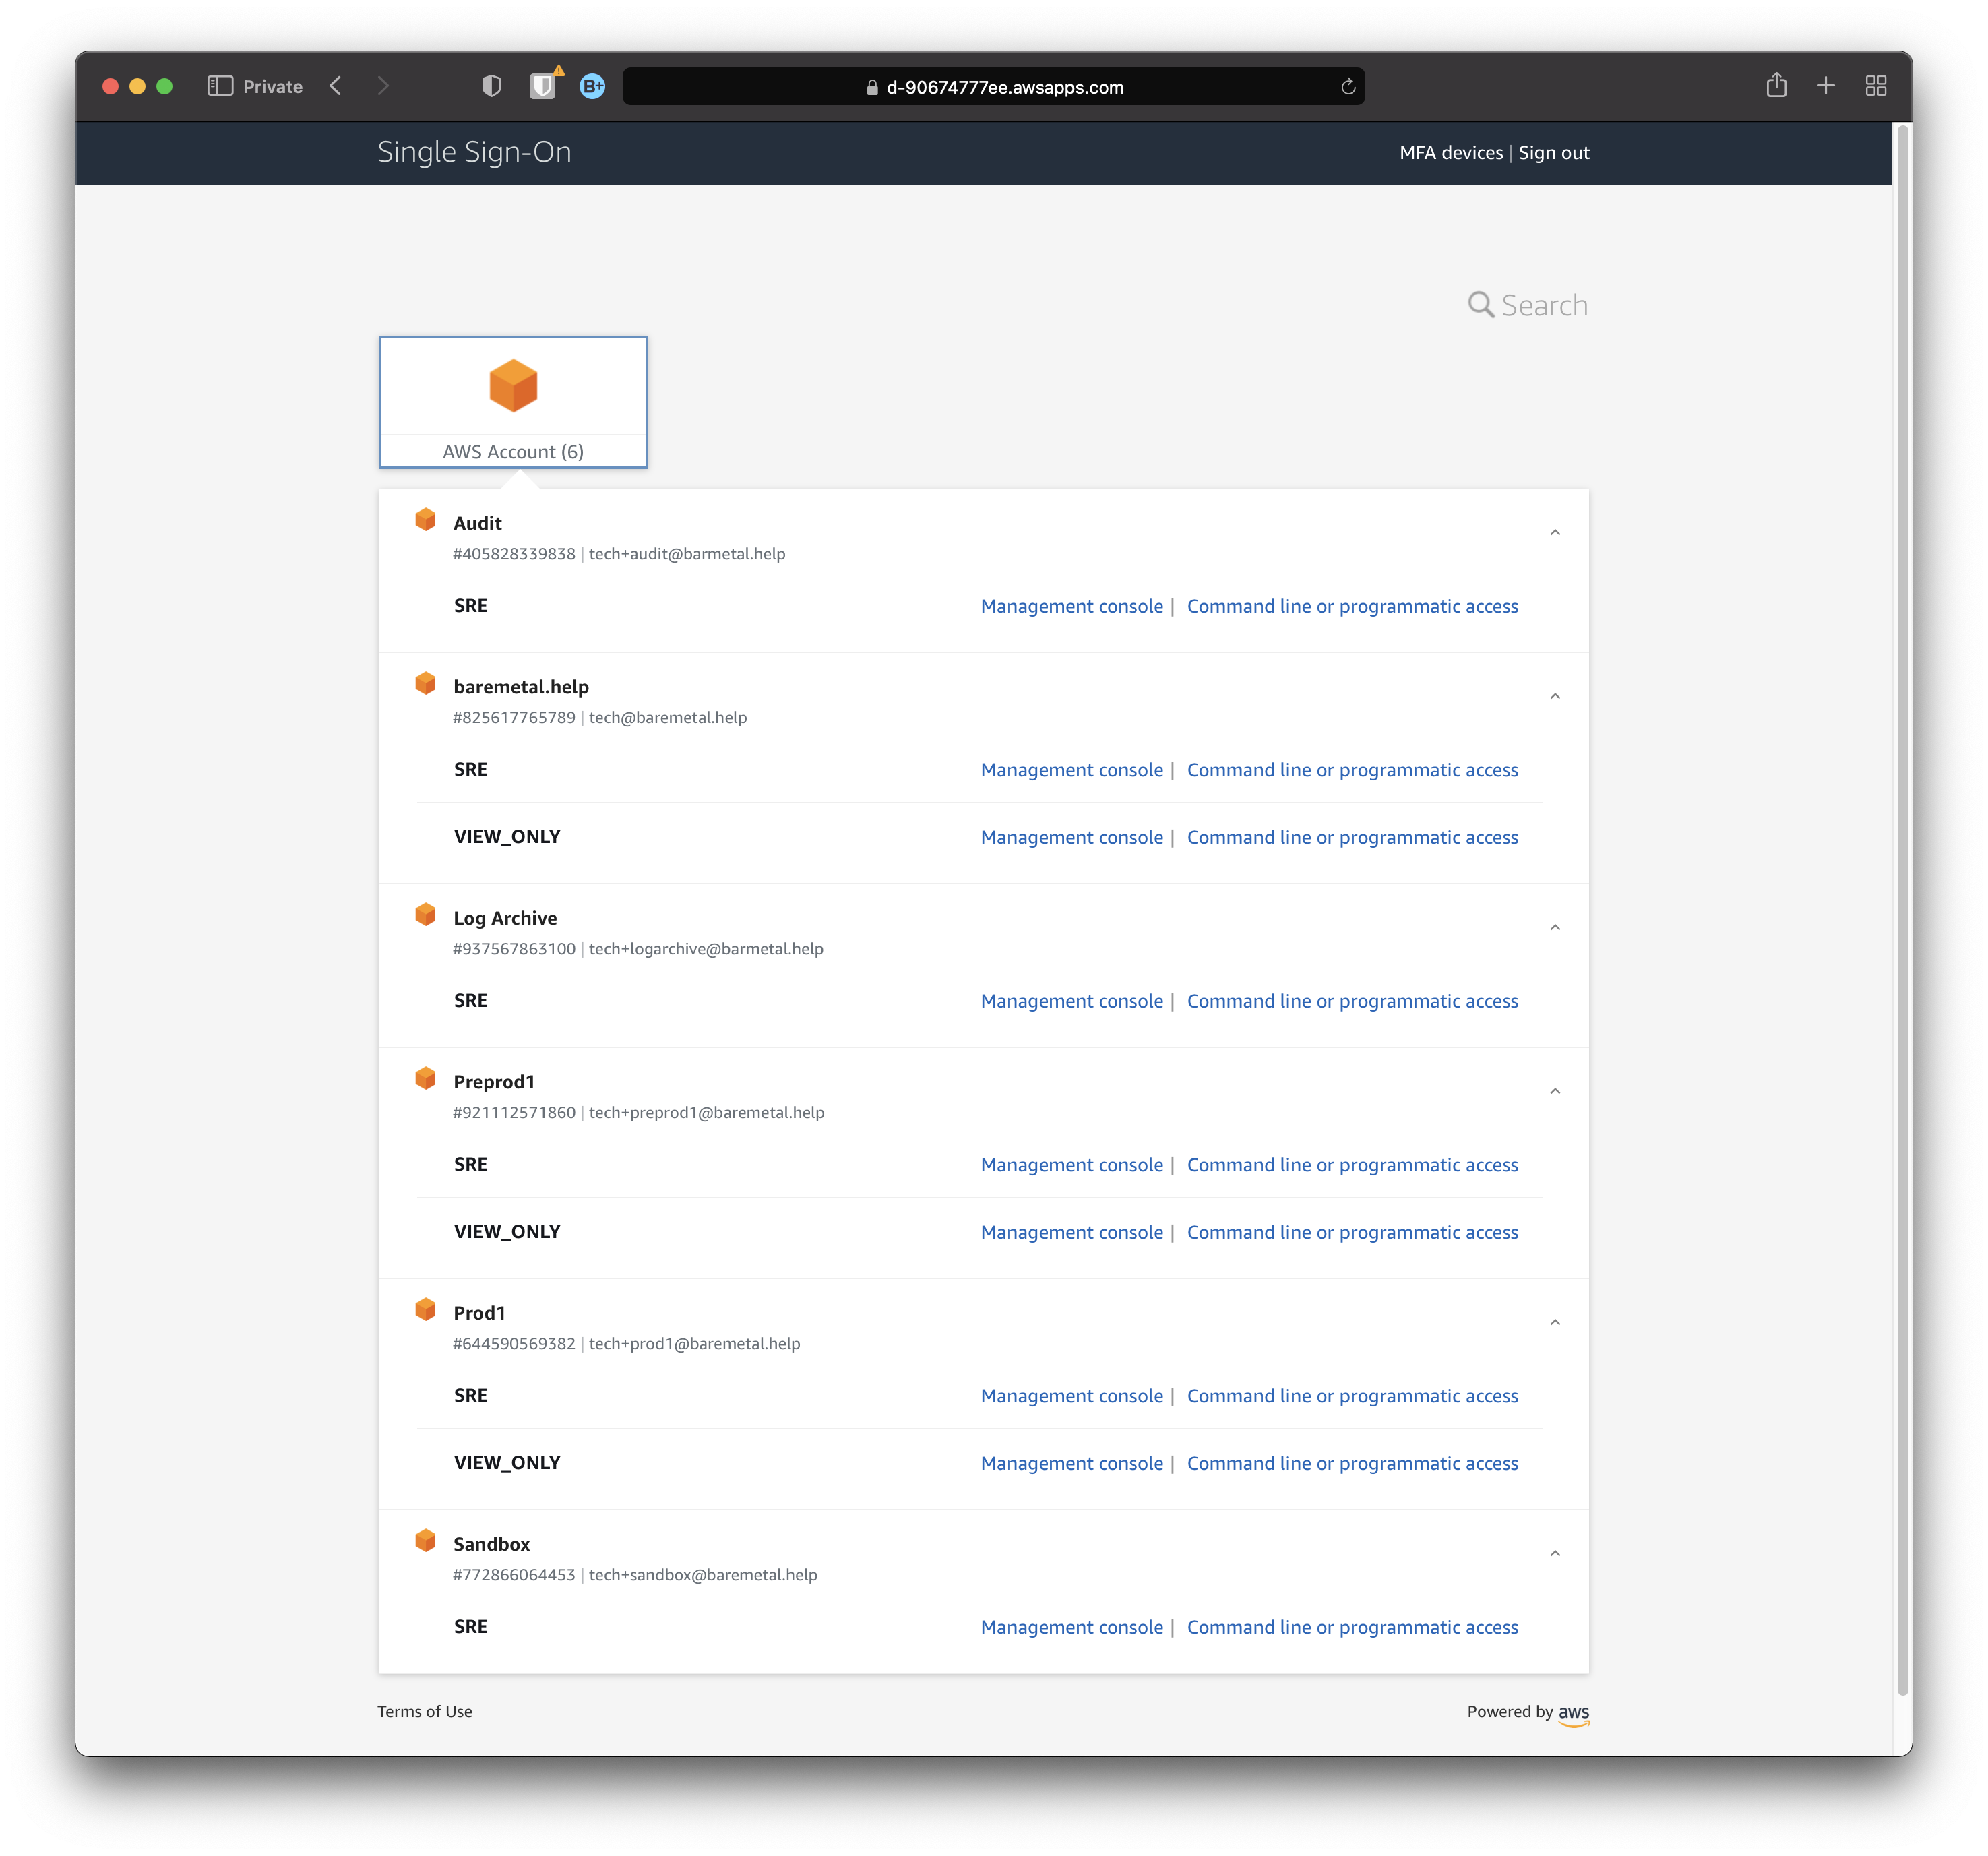 Private
B+
d-90674777ee.awsapps.com
Single Sign-On
MFA devices | Sign out
Search
AWS Account (6)
Audit
#405828339838 | tech+audit@barmetal.help
SRE Management console | Command line or programmatic access
baremetal.help
#825617765789 | tech@baremetal.help
SRE Management console | Command line or programmatic access
VIEW_ONLY Management console | Command line or programmatic access
Log Archive
#937567863100 | tech+logarchive@barmetal.help
SRE Management console | Command line or programmatic access
Preprod1
#921112571860 | tech+preprod1@baremetal.help
SRE Management console | Command line or programmatic access
VIEW_ONLY Management console | Command line or programmatic access
Prod1
#644590569382 | tech+prod1@baremetal.help
SRE Management console | Command line or programmatic access
VIEW_ONLY Management console | Command line or programmatic access
Sandbox
#772866064453 | tech+sandbox@baremetal.help
SRE Management console | Command line or programmatic access
Terms of Use
Powered by aws